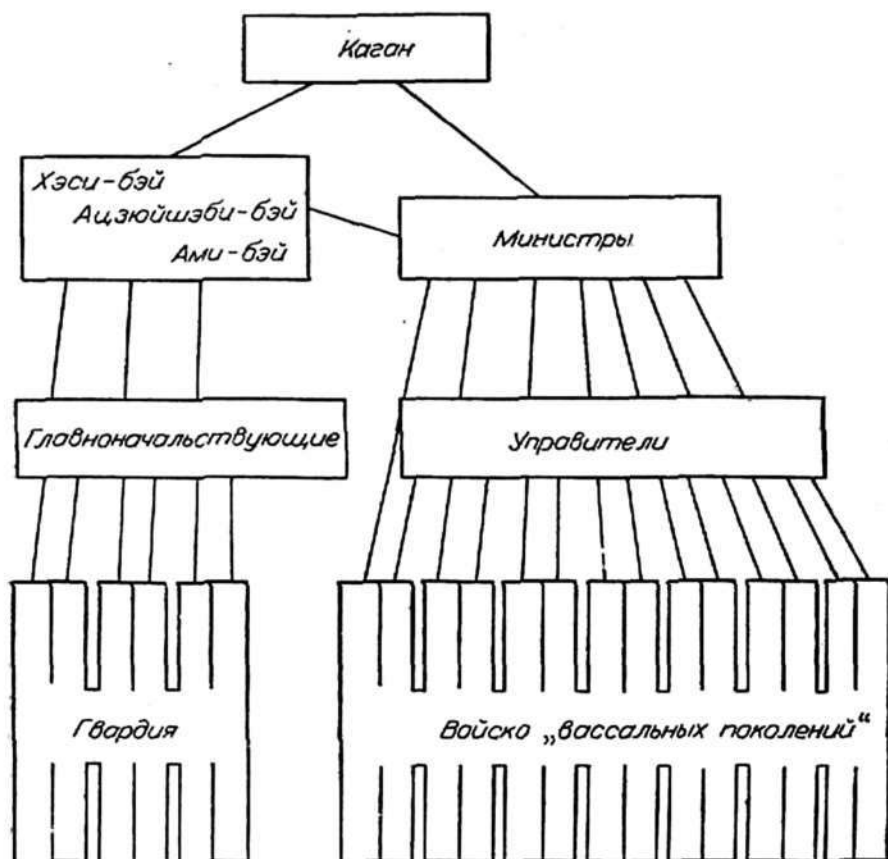 Каган
Хэси-бэй
Ацзюйшэби-бэй
Ами-бэй
Министры
Главноначальствующие
Управители
Гвардия
Войско „вассальных поколений“